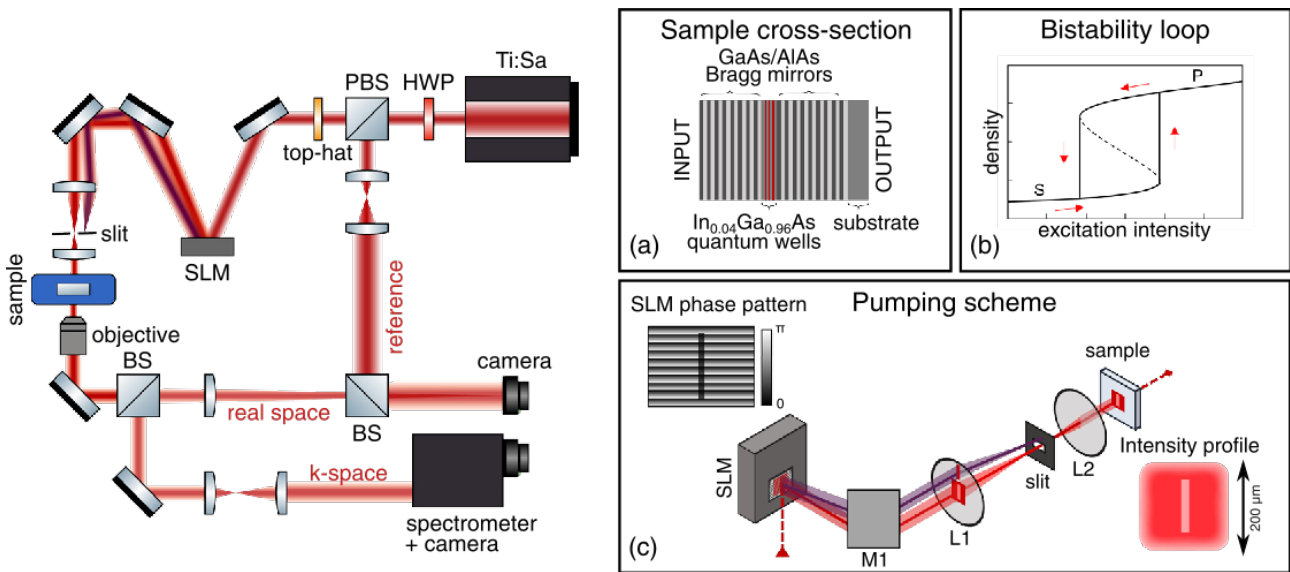 Ti:Sa
PBS
HWP
top-hat
slit
SLM
sample
objective
BS
reference
camera
real space
BS
k-space
spectrometer
+ camera
Sample cross-section
GaAs/AlAs
Bragg mirrors
INPUT
OUTPUT
In₀.₀₄Ga₀.₉₆As
quantum wells
substrate
(a)
Bistability loop
P
S
density
excitation intensity
(b)
Pumping scheme
SLM phase pattern
π
0
sample
SLM
M1
L1
slit
L2
Intensity profile
200 μm
(c)